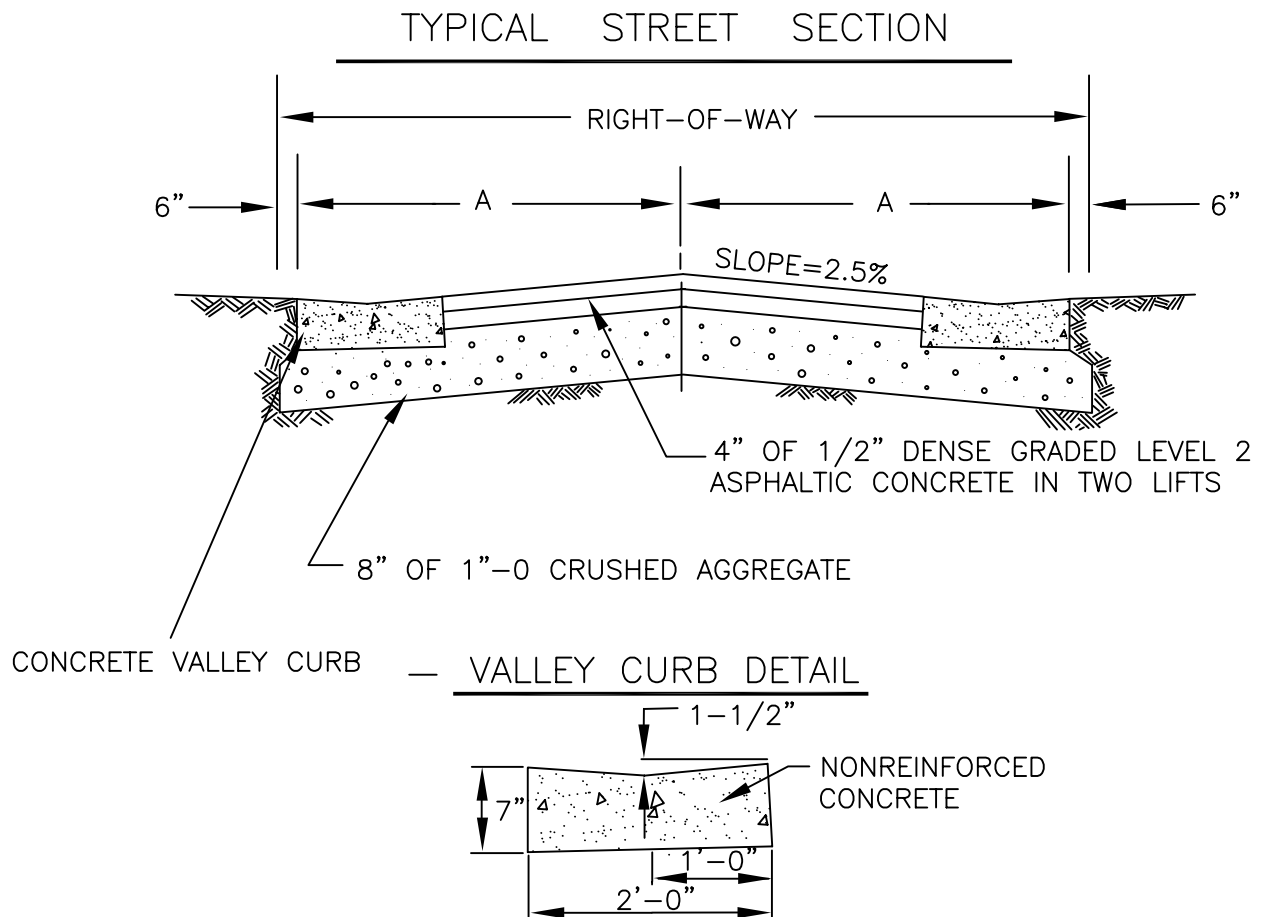 TYPICAL STREET SECTION
RIGHT-OF-WAY
6" A A 6"
SLOPE=2.5%
4" OF 1/2" DENSE GRADED LEVEL 2
ASPHALTIC CONCRETE IN TWO LIFTS
8" OF 1"-0 CRUSHED AGGREGATE
CONCRETE VALLEY CURB
— VALLEY CURB DETAIL
1-1/2"
NONREINFORCED
CONCRETE
7"
1'-0"
2'-0"